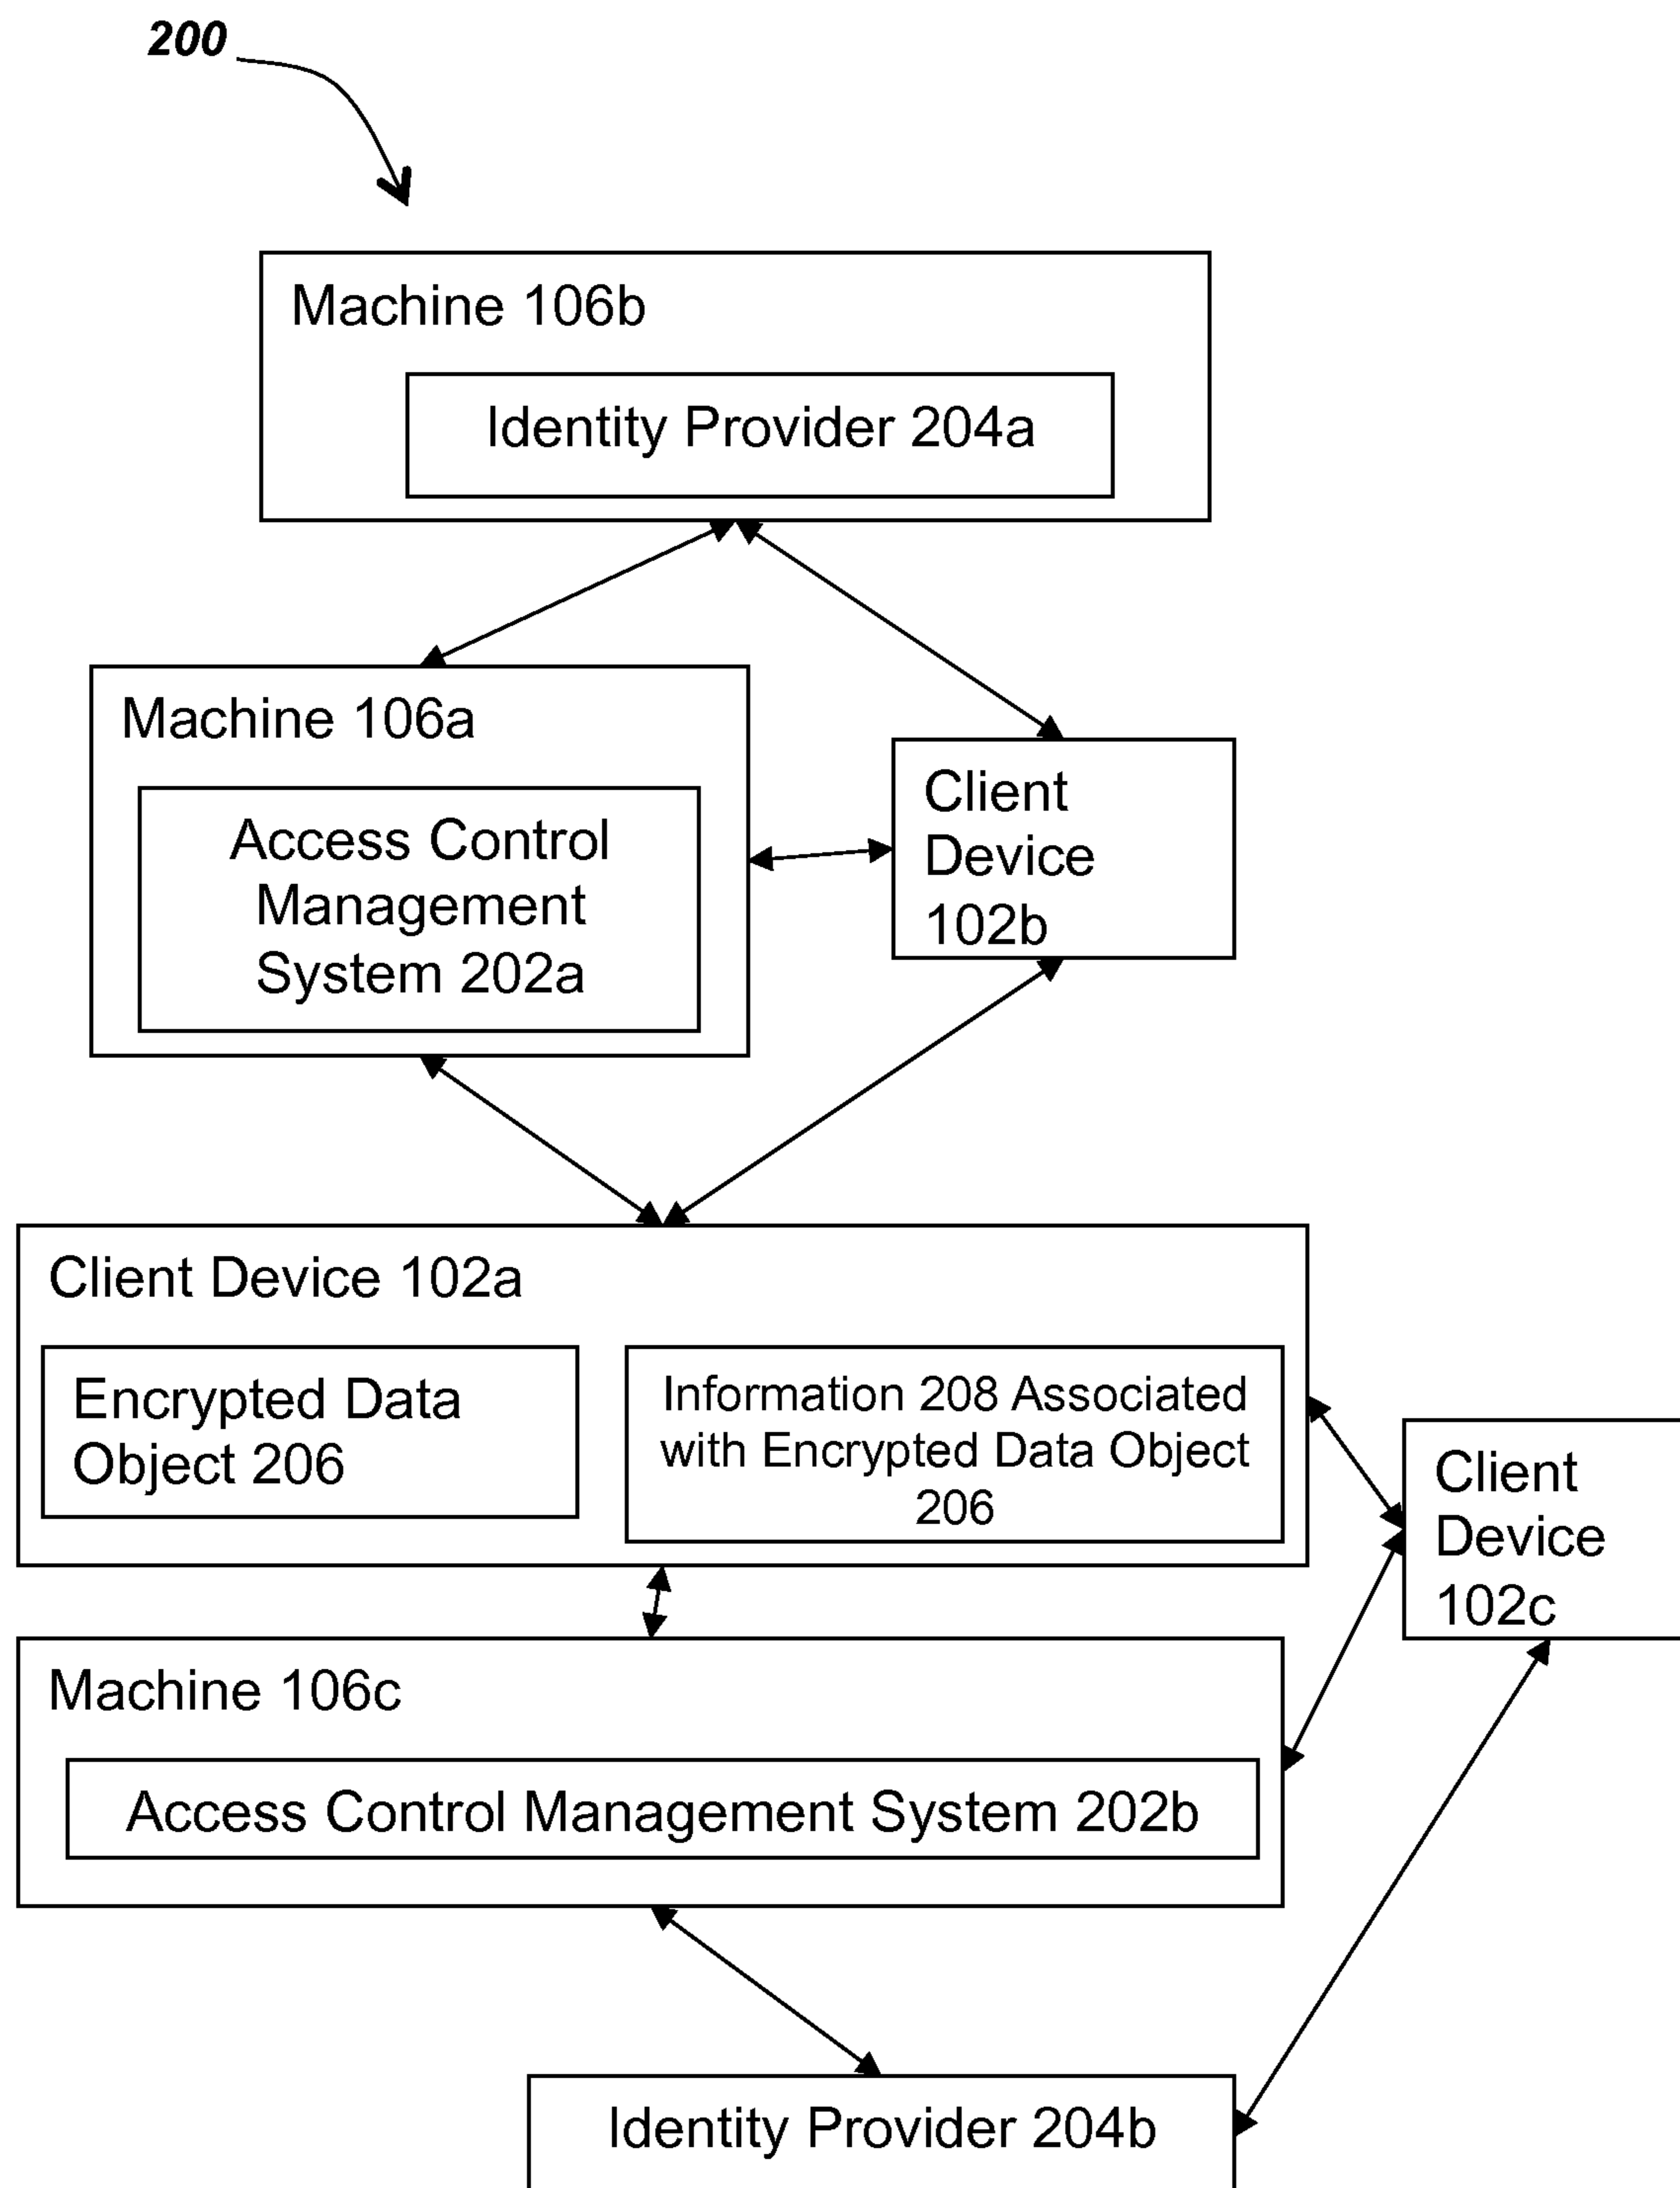 200
Machine 106b
Identity Provider 204a
Machine 106a
Access Control
Management
System 202a
Client
Device
102b
Client Device 102a
Encrypted Data
Object 206
Information 208 Associated
with Encrypted Data Object
206
Client
Device
102c
Machine 106c
Access Control Management System 202b
Identity Provider 204b